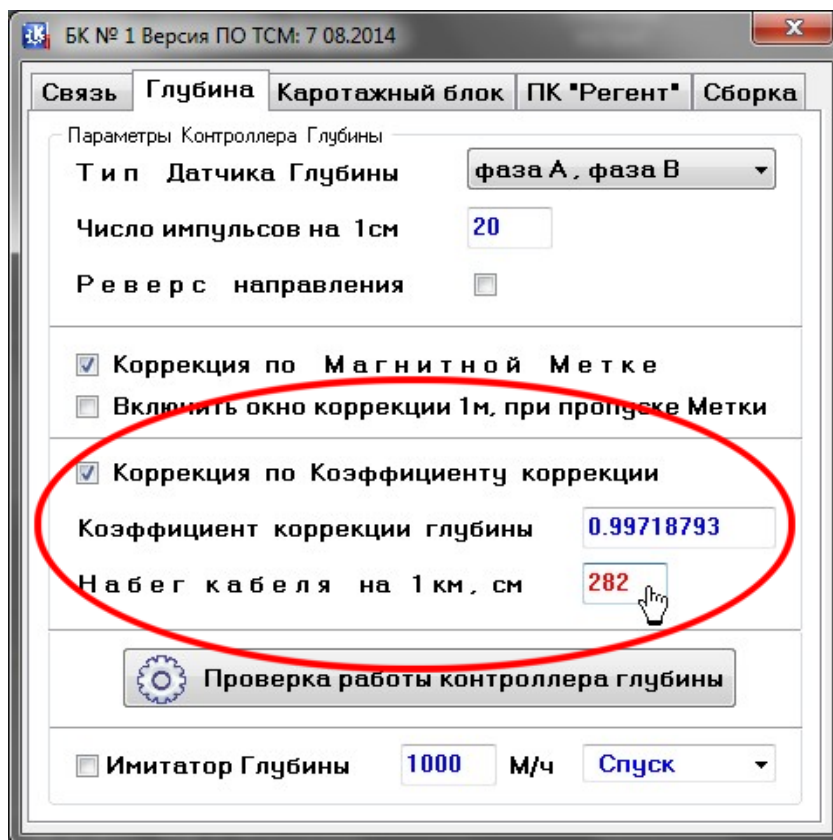 БК № 1 Версия ПО ТСМ: 7 08.2014
Связь Глубина Каротажный блок ПК "Регент" Сборка
Параметры Контроллера Глубины
Тип Датчика Глубины фаза А , фаза В
Число импульсов на 1см 20
Реверс направления
Коррекция по Магнитной Метке
Включить окно коррекции 1м, при пропуске Метки
Коррекция по Коэффициенту коррекции
Коэффициент коррекции глубины 0.99718793
Набег кабеля на 1 км , см 282
Проверка работы контроллера глубины
Имитатор Глубины 1000 М/ч Спуск